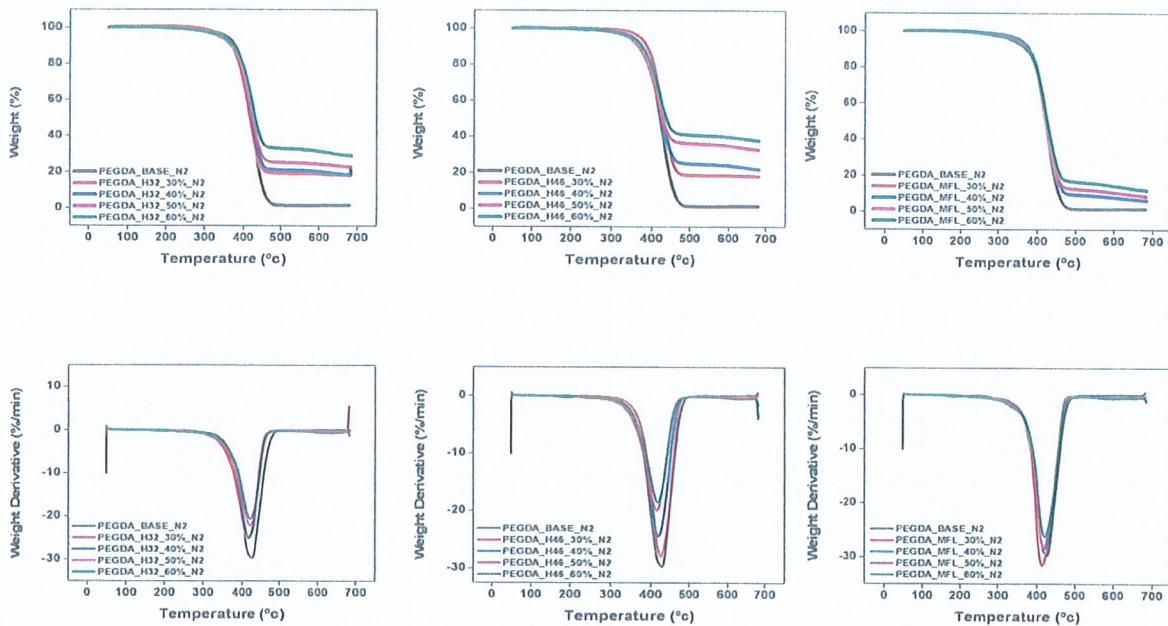 100
80
60
40
20
0
Weight (%)
PEGDA_BASE_N2
PEGDA_H32_30%_N2
PEGDA_H32_40%_N2
PEGDA_H32_50%_N2
PEGDA_H32_60%_N2
0 100 200 300 400 500 600 700
Temperature (ºc)
100
80
60
40
20
0
Weight (%)
PEGDA_BASE_N2
PEGDA_H46_30%_N2
PEGDA_H46_40%_N2
PEGDA_H46_50%_N2
PEGDA_H46_60%_N2
0 100 200 300 400 500 600 700
Temperature (ºc)
100
80
60
40
20
0
Weight (%)
PEGDA_BASE_N2
PEGDA_MFL_30%_N2
PEGDA_MFL_40%_N2
PEGDA_MFL_50%_N2
PEGDA_MFL_60%_N2
0 100 200 300 400 500 600 700
Temperature (ºc)
10
0
-10
-20
-30
Weight Derivative (%/min)
PEGDA_BASE_N2
PEGDA_H32_30%_N2
PEGDA_H32_40%_N2
PEGDA_H32_50%_N2
PEGDA_H32_60%_N2
0 100 200 300 400 500 600 700
Temperature (ºc)
0
-10
-20
-30
Weight Derivative (%/min)
PEGDA_BASE_N2
PEGDA_H46_30%_N2
PEGDA_H46_40%_N2
PEGDA_H46_50%_N2
PEGDA_H46_60%_N2
0 100 200 300 400 500 600 700
Temperature (ºc)
0
-10
-20
-30
Weight Derivative (%/min)
PEGDA_BASE_N2
PEGDA_MFL_30%_N2
PEGDA_MFL_40%_N2
PEGDA_MFL_50%_N2
PEGDA_MFL_60%_N2
0 100 200 300 400 500 600 700
Temperature (ºc)